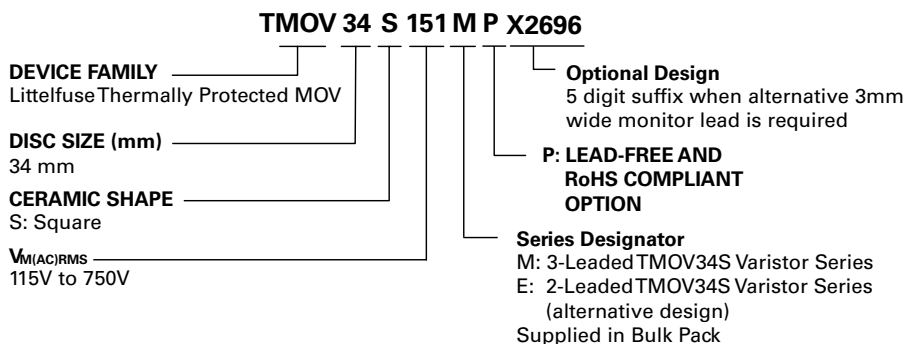 TMOV 34 S 151 M P X2696
DEVICE FAMILY
Littelfuse Thermally Protected MOV
DISC SIZE (mm)
34 mm
CERAMIC SHAPE
S: Square
VM(AC)RMS
115V to 750V
Optional Design
5 digit suffix when alternative 3mm
wide monitor lead is required
P: LEAD-FREE AND
RoHS COMPLIANT
OPTION
Series Designator
M: 3-Leaded TMOV34S Varistor Series
E: 2-Leaded TMOV34S Varistor Series
(alternative design)
Supplied in Bulk Pack